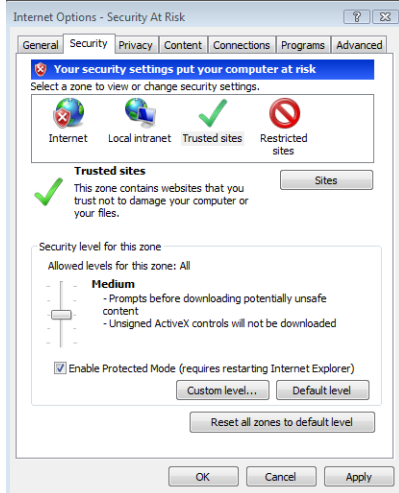 Internet Options - Security At Risk
General Security Privacy Content Connections Programs Advanced
Your security settings put your computer at risk
Select a zone to view or change security settings.
Internet Local intranet Trusted sites Restricted
sites
Trusted sites
Sites
This zone contains websites that you
trust not to damage your computer or
your files.
Security level for this zone
Allowed levels for this zone: All
Medium
- Prompts before downloading potentially unsafe
content
- Unsigned ActiveX controls will not be downloaded
Enable Protected Mode (requires restarting Internet Explorer)
Custom level... Default level
Reset all zones to default level
OK Cancel Apply